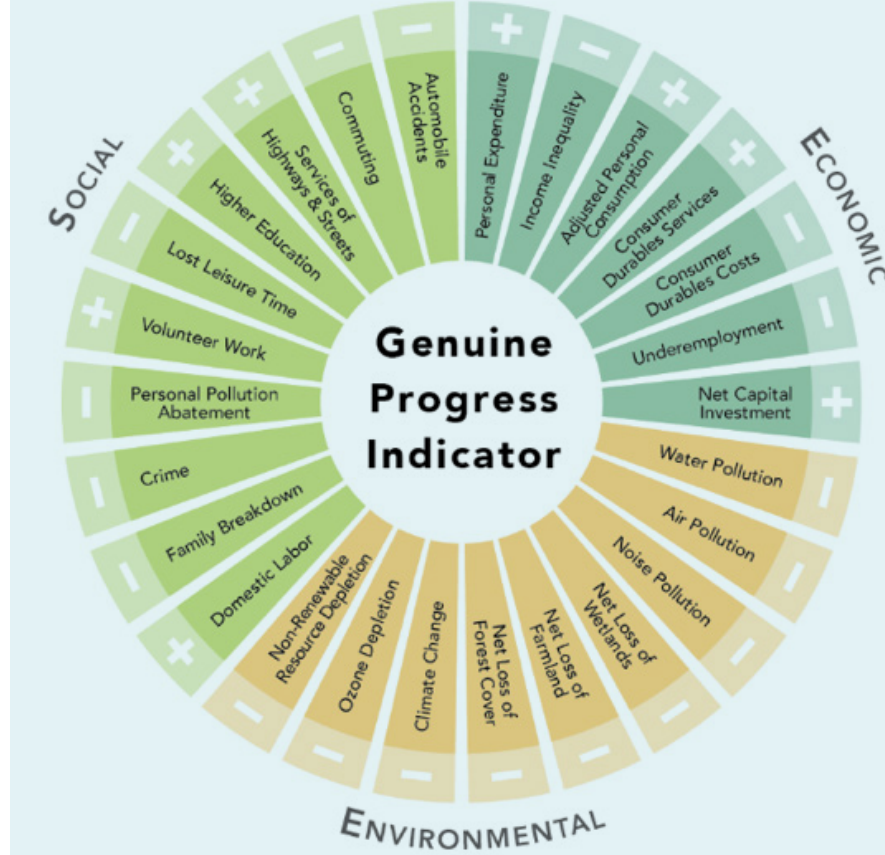 Genuine
Progress
Indicator
ECONOMIC
+
Personal Expenditure
−
Income Inequality
+
Adjusted Personal
Consumption
+
Consumer
Durables Services
−
Consumer
Durables Costs
−
Underemployment
+
Net Capital
Investment
ENVIRONMENTAL
−
Water Pollution
−
Air Pollution
−
Noise Pollution
−
Net Loss of
Wetlands
−
Net Loss of
Farmland
−
Net Loss of
Forest Cover
−
Climate Change
−
Ozone Depletion
−
Non-Renewable
Resource Depletion
SOCIAL
+
Domestic Labor
−
Family Breakdown
−
Crime
−
Personal Pollution
Abatement
+
Volunteer Work
−
Lost Leisure Time
+
Higher Education
+
Services of
Highways & Streets
−
Commuting
−
Automobile
Accidents